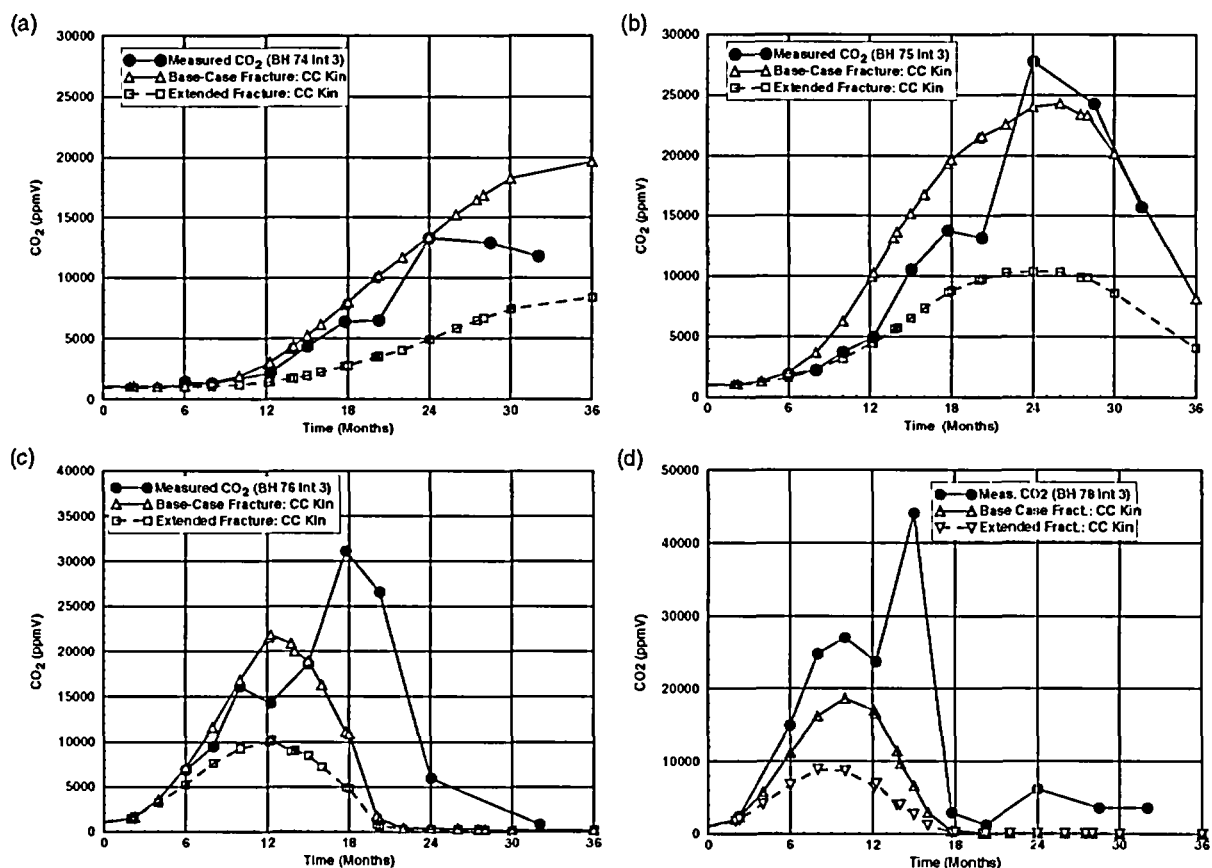 (a)
30000
25000
20000
15000
10000
5000
0
CO2 (ppmV)
Measured CO2 (BH 74 Int 3)
Base-Case Fracture: CC Kin
Extended Fracture: CC Kin
0 6 12 18 24 30 36
Time (Months)
(b)
30000
25000
20000
15000
10000
5000
0
CO2 (ppmV)
Measured CO2 (BH 75 Int 3)
Base-Case Fracture: CC Kin
Extended Fracture: CC Kin
0 6 12 18 24 30 36
Time (Months)
(c)
40000
35000
30000
25000
20000
15000
10000
5000
0
CO2 (ppmV)
Measured CO2 (BH 76 Int 3)
Base-Case Fracture: CC Kin
Extended Fracture: CC Kin
0 6 12 18 24 30 36
Time (Months)
(d)
50000
40000
30000
20000
10000
0
CO2 (ppmV)
Meas. CO2 (BH 78 Int 3)
Base Case Fract.: CC Kin
Extended Fract.: CC Kin
0 6 12 18 24 30 36
Time (Months)